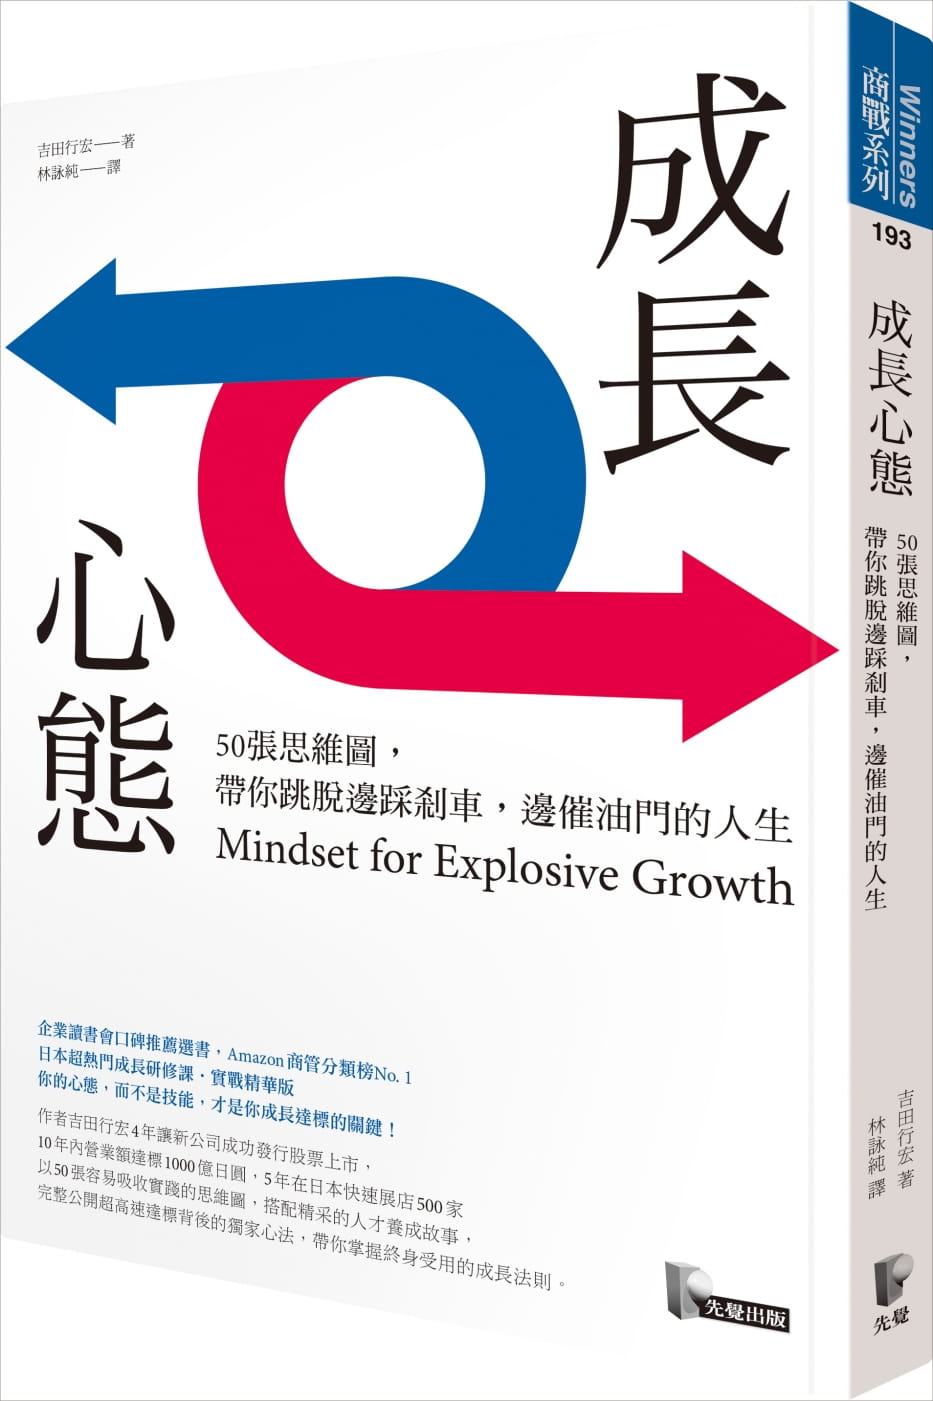 吉田行宏——著
林詠純——譯
成長
心態
50張思維圖，
帶你跳脫邊踩剎車，邊催油門的人生
Mindset for Explosive Growth
企業讀書會口碑推薦選書，Amazon商管分類榜No. 1
日本超熱門成長研修課・實戰精華版
你的心態，而不是技能，才是你成長達標的關鍵！
作者吉田行宏4年讓新公司成功發行股票上市，
10年內營業額達標1000億日圓，5年在日本快速展店500家
以50張容易吸收實踐的思維圖，搭配精采的人才養成故事，
完整公開超高速達標背後的獨家心法，帶你掌握終身受用的成長法則。
先覺出版
Winners
商戰系列
193
成長心態
50張思維圖，
帶你跳脫邊踩剎車，邊催油門的人生
吉田行宏 著
林詠純 譯
先覺